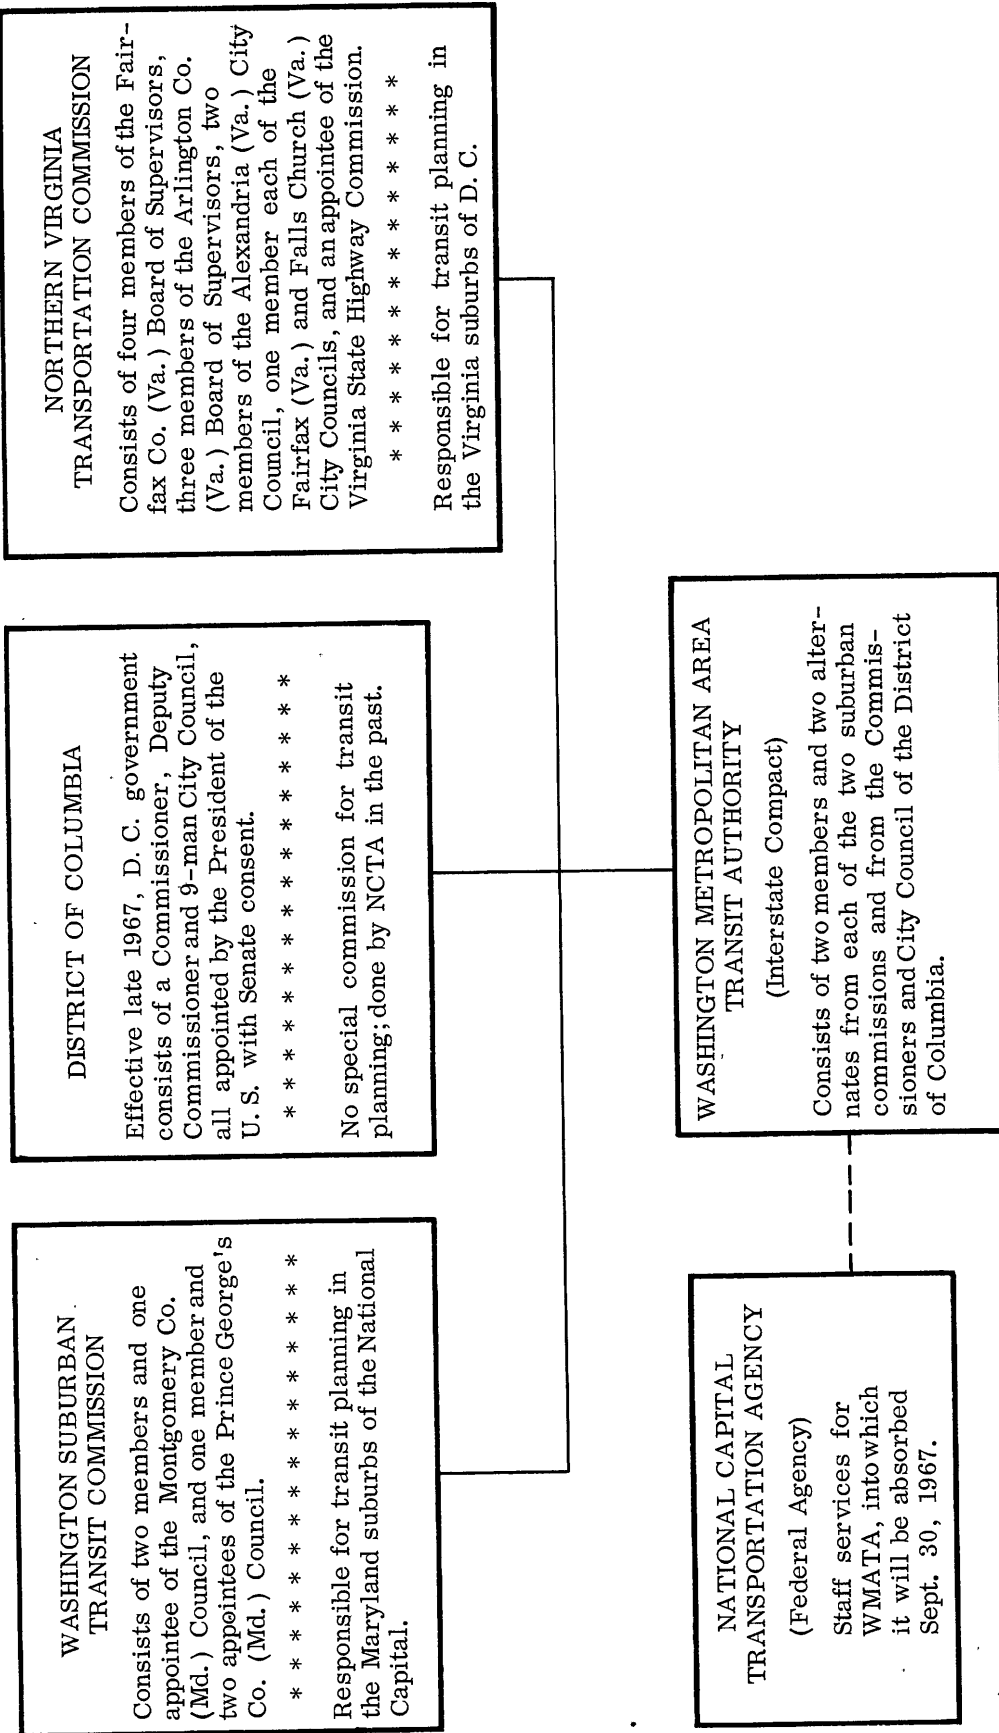 WASHINGTON SUBURBAN
TRANSIT COMMISSION
Consists of two members and one
appointee of the Montgomery Co.
(Md.) Council, and one member and
two appointees of the Prince George's
Co. (Md.) Council.
* * * * * * * * * * * * * *
Responsible for transit planning in
the Maryland suburbs of the National
Capital.
DISTRICT OF COLUMBIA
Effective late 1967, D. C. government
consists of a Commissioner, Deputy
Commissioner and 9-man City Council,
all appointed by the President of the
U. S. with Senate consent.
* * * * * * * * * * * * * *
No special commission for transit
planning; done by NCTA in the past.
NORTHERN VIRGINIA
TRANSPORTATION COMMISSION
Consists of four members of the Fair-
fax Co. (Va.) Board of Supervisors,
three members of the Arlington Co.
(Va.) Board of Supervisors, two
members of the Alexandria (Va.) City
Council, one member each of the
Fairfax (Va.) and Falls Church (Va.)
City Councils, and an appointee of the
Virginia State Highway Commission.
* * * * * * * * * * * * * *
Responsible for transit planning in
the Virginia suburbs of D. C.
NATIONAL CAPITAL
TRANSPORTATION AGENCY
(Federal Agency)
Staff services for
WMATA, into which
it will be absorbed
Sept. 30, 1967.
WASHINGTON METROPOLITAN AREA
TRANSIT AUTHORITY
(Interstate Compact)
Consists of two members and two alter-
nates from each of the two suburban
commissions and from the Commis-
sioners and City Council of the District
of Columbia.